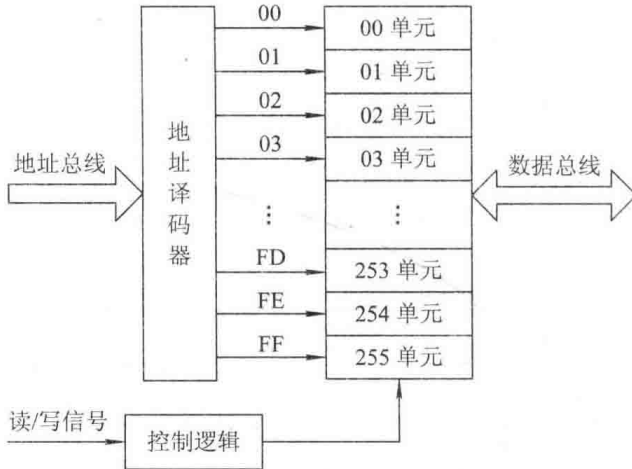 00
01
02
03
⋮
FD
FE
FF
00 单元
01 单元
02 单元
03 单元
⋮
253 单元
254 单元
255 单元
地址总线
地址译码器
数据总线
读/写信号
控制逻辑